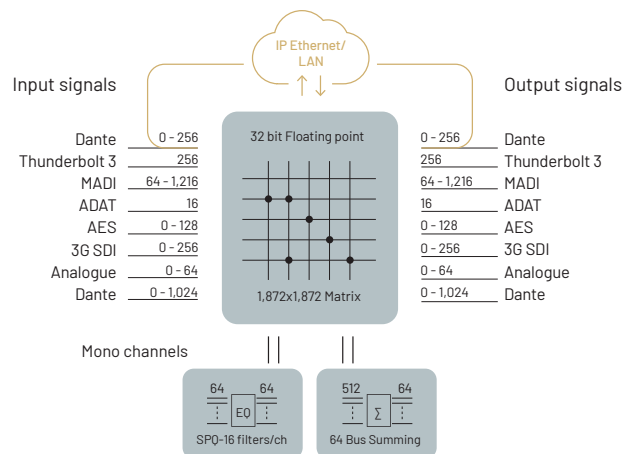 IP Ethernet/
LAN
Input signals
Output signals
32 bit Floating point
Dante 0 - 256
Thunderbolt 3 256
MADI 64 - 1,216
ADAT 16
AES 0 - 128
3G SDI 0 - 256
Analogue 0 - 64
Dante 0 - 1,024
0 - 256 Dante
256 Thunderbolt 3
64 - 1,216 MADI
16 ADAT
0 - 128 AES
0 - 256 3G SDI
0 - 64 Analogue
0 - 1,024 Dante
1,872x1,872 Matrix
Mono channels
64 EQ 64
SPQ-16 filters/ch
512 Σ 64
64 Bus Summing